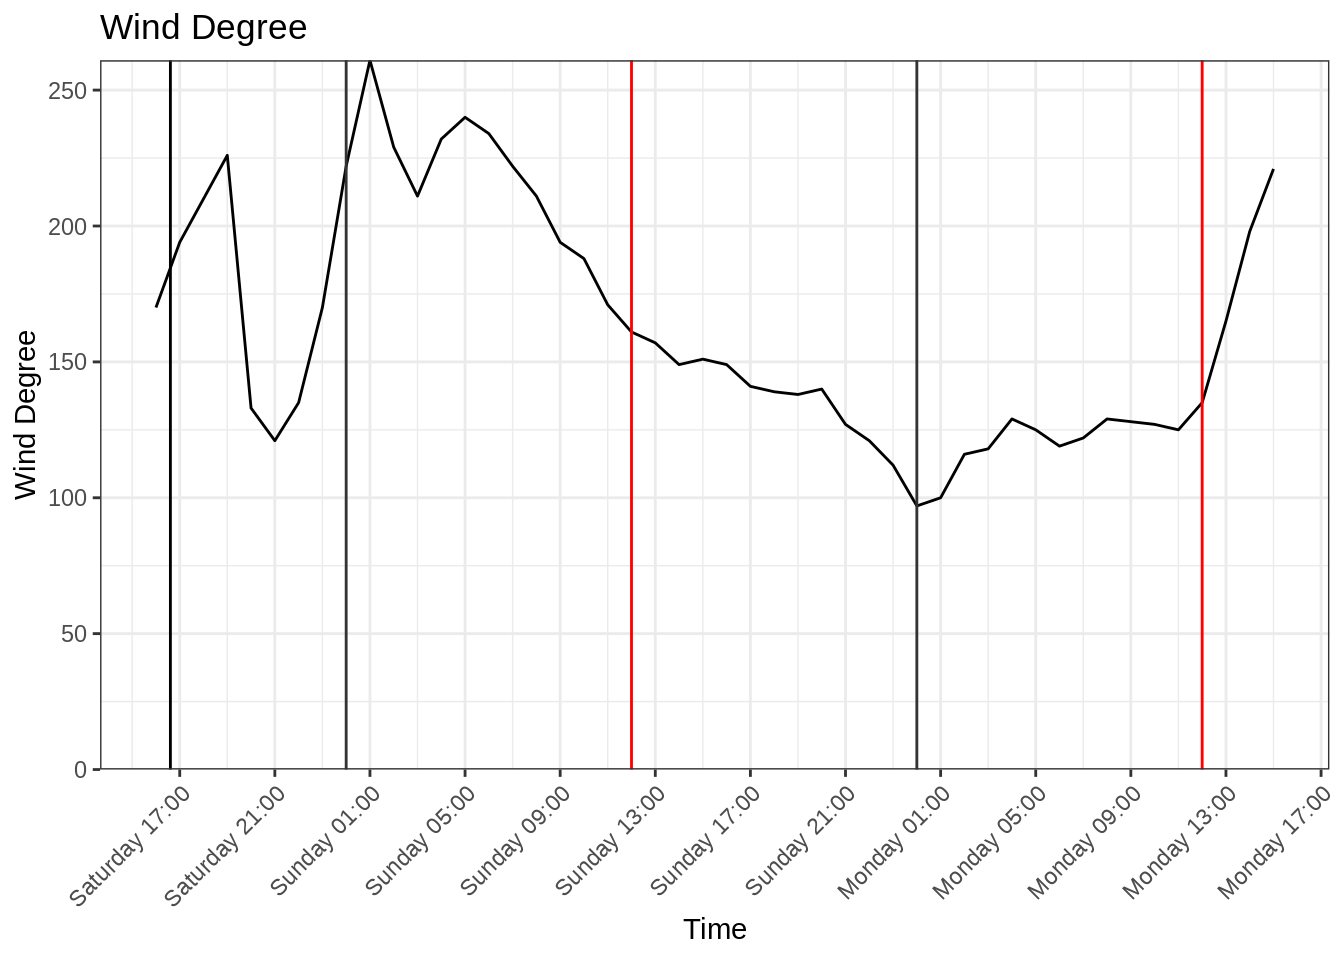 Wind Degree
Wind Degree
250
200
150
100
50
0
Saturday 17:00
Saturday 21:00
Sunday 01:00
Sunday 05:00
Sunday 09:00
Sunday 13:00
Sunday 17:00
Sunday 21:00
Monday 01:00
Monday 05:00
Monday 09:00
Monday 13:00
Monday 17:00
Time